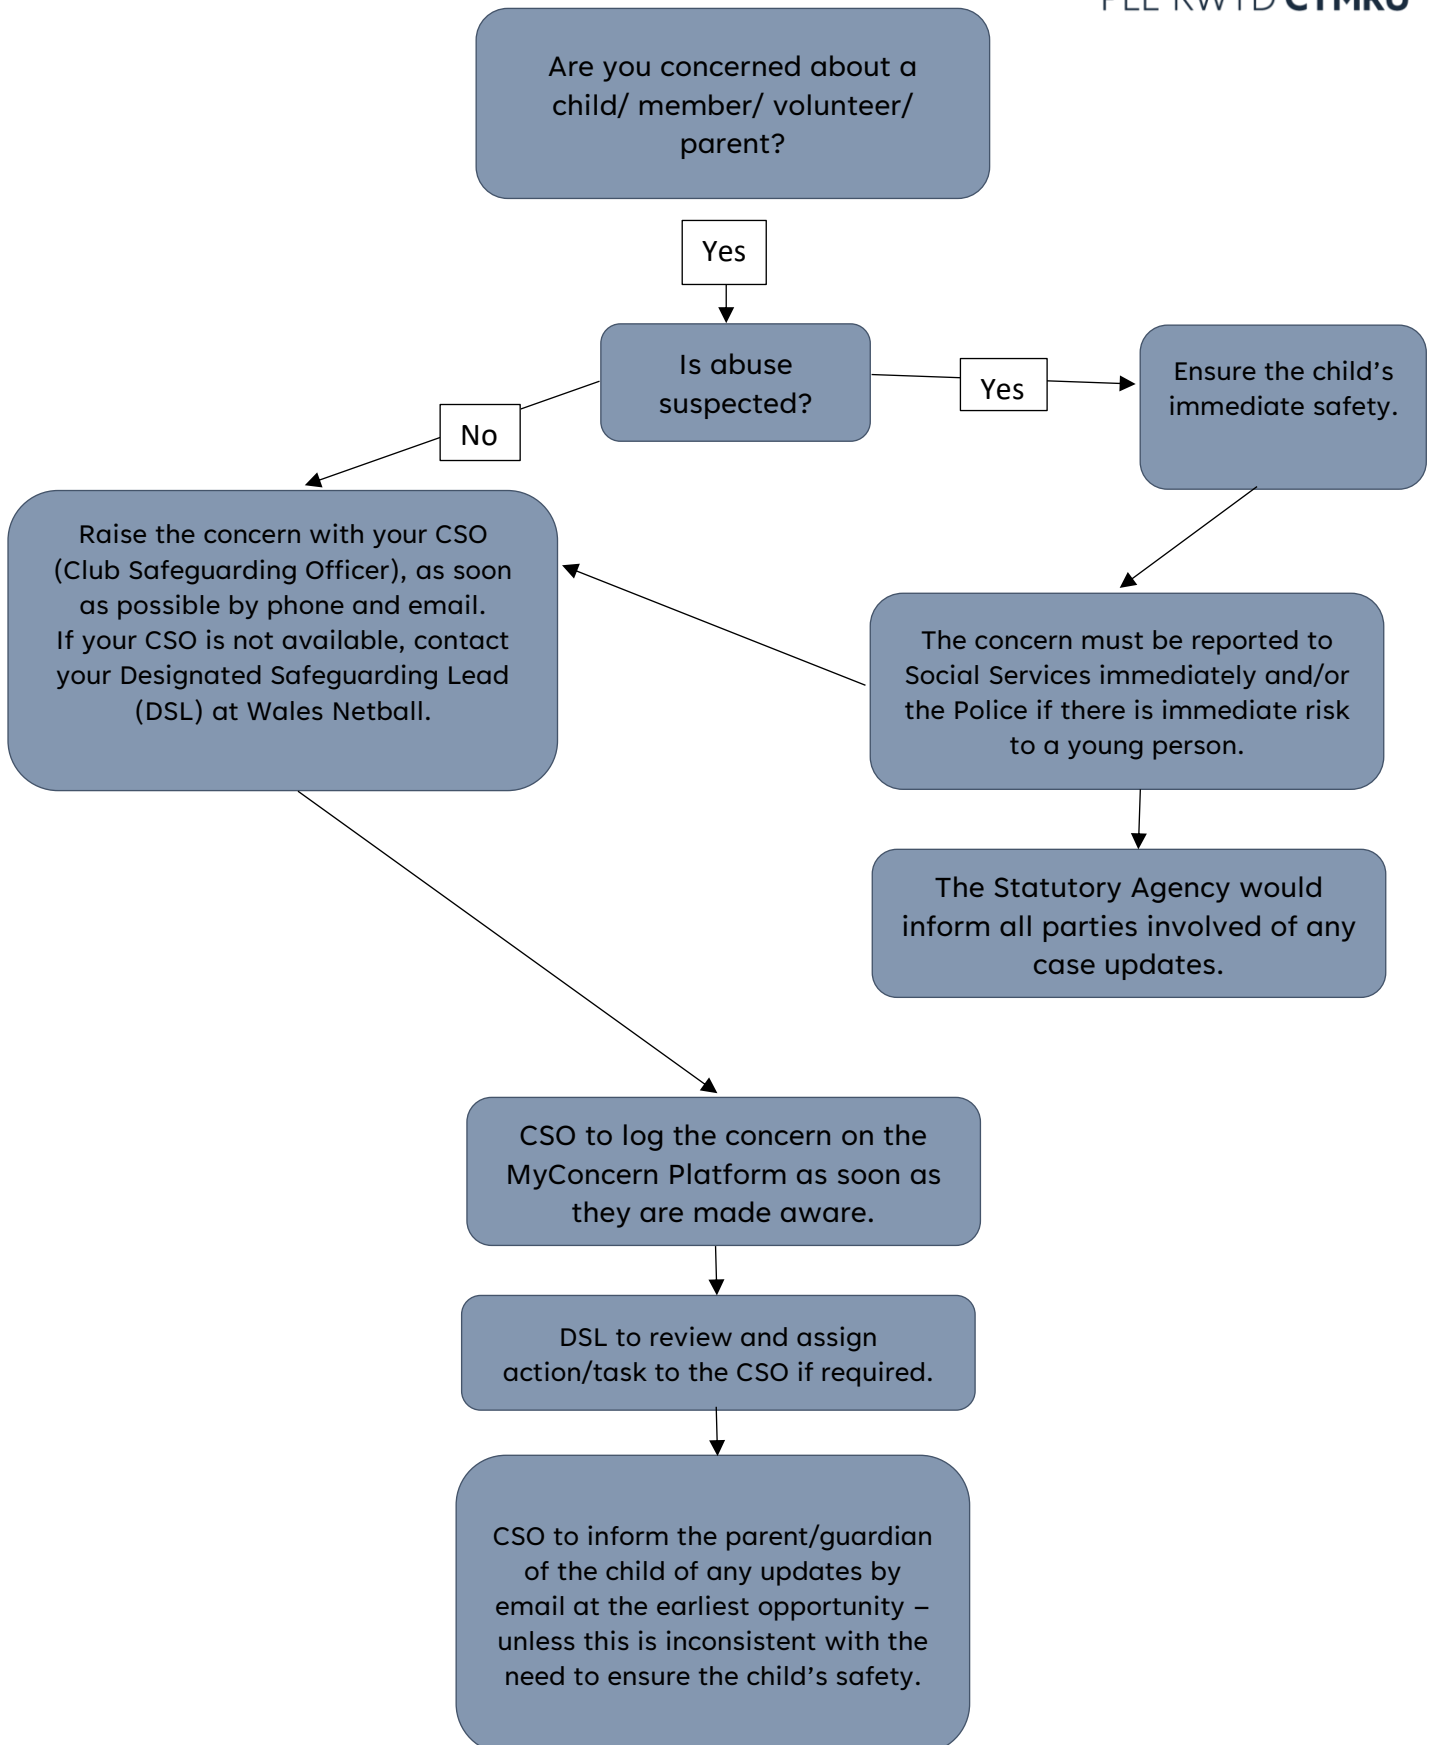 PÊL-RWYD CYMRU
Are you concerned about a
child/ member/ volunteer/
parent?
Yes
Is abuse
suspected?
Yes
Ensure the child’s
immediate safety.
No
Raise the concern with your CSO
(Club Safeguarding Officer), as soon
as possible by phone and email.
If your CSO is not available, contact
your Designated Safeguarding Lead
(DSL) at Wales Netball.
The concern must be reported to
Social Services immediately and/or
the Police if there is immediate risk
to a young person.
The Statutory Agency would
inform all parties involved of any
case updates.
CSO to log the concern on the
MyConcern Platform as soon as
they are made aware.
DSL to review and assign
action/task to the CSO if required.
CSO to inform the parent/guardian
of the child of any updates by
email at the earliest opportunity –
unless this is inconsistent with the
need to ensure the child’s safety.